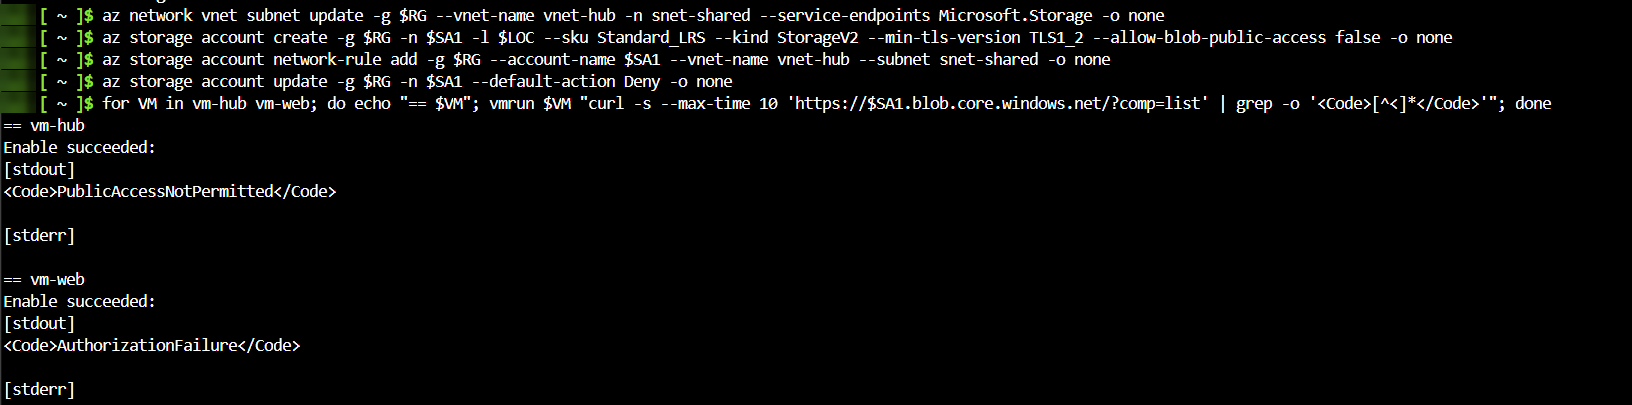 [ ~ ]$ az network vnet subnet update -g $RG --vnet-name vnet-hub -n snet-shared --service-endpoints Microsoft.Storage -o none
[ ~ ]$ az storage account create -g $RG -n $SA1 -l $LOC --sku Standard_LRS --kind StorageV2 --min-tls-version TLS1_2 --allow-blob-public-access false -o none
[ ~ ]$ az storage account network-rule add -g $RG --account-name $SA1 --vnet-name vnet-hub --subnet snet-shared -o none
[ ~ ]$ az storage account update -g $RG -n $SA1 --default-action Deny -o none
[ ~ ]$ for VM in vm-hub vm-web; do echo "== $VM"; vmrun $VM "curl -s --max-time 10 'https://$SA1.blob.core.windows.net/?comp=list' | grep -o '<Code>[^<]*</Code>'"; done
== vm-hub
Enable succeeded:
[stdout]
<Code>PublicAccessNotPermitted</Code>
[stderr]
== vm-web
Enable succeeded:
[stdout]
<Code>AuthorizationFailure</Code>
[stderr]